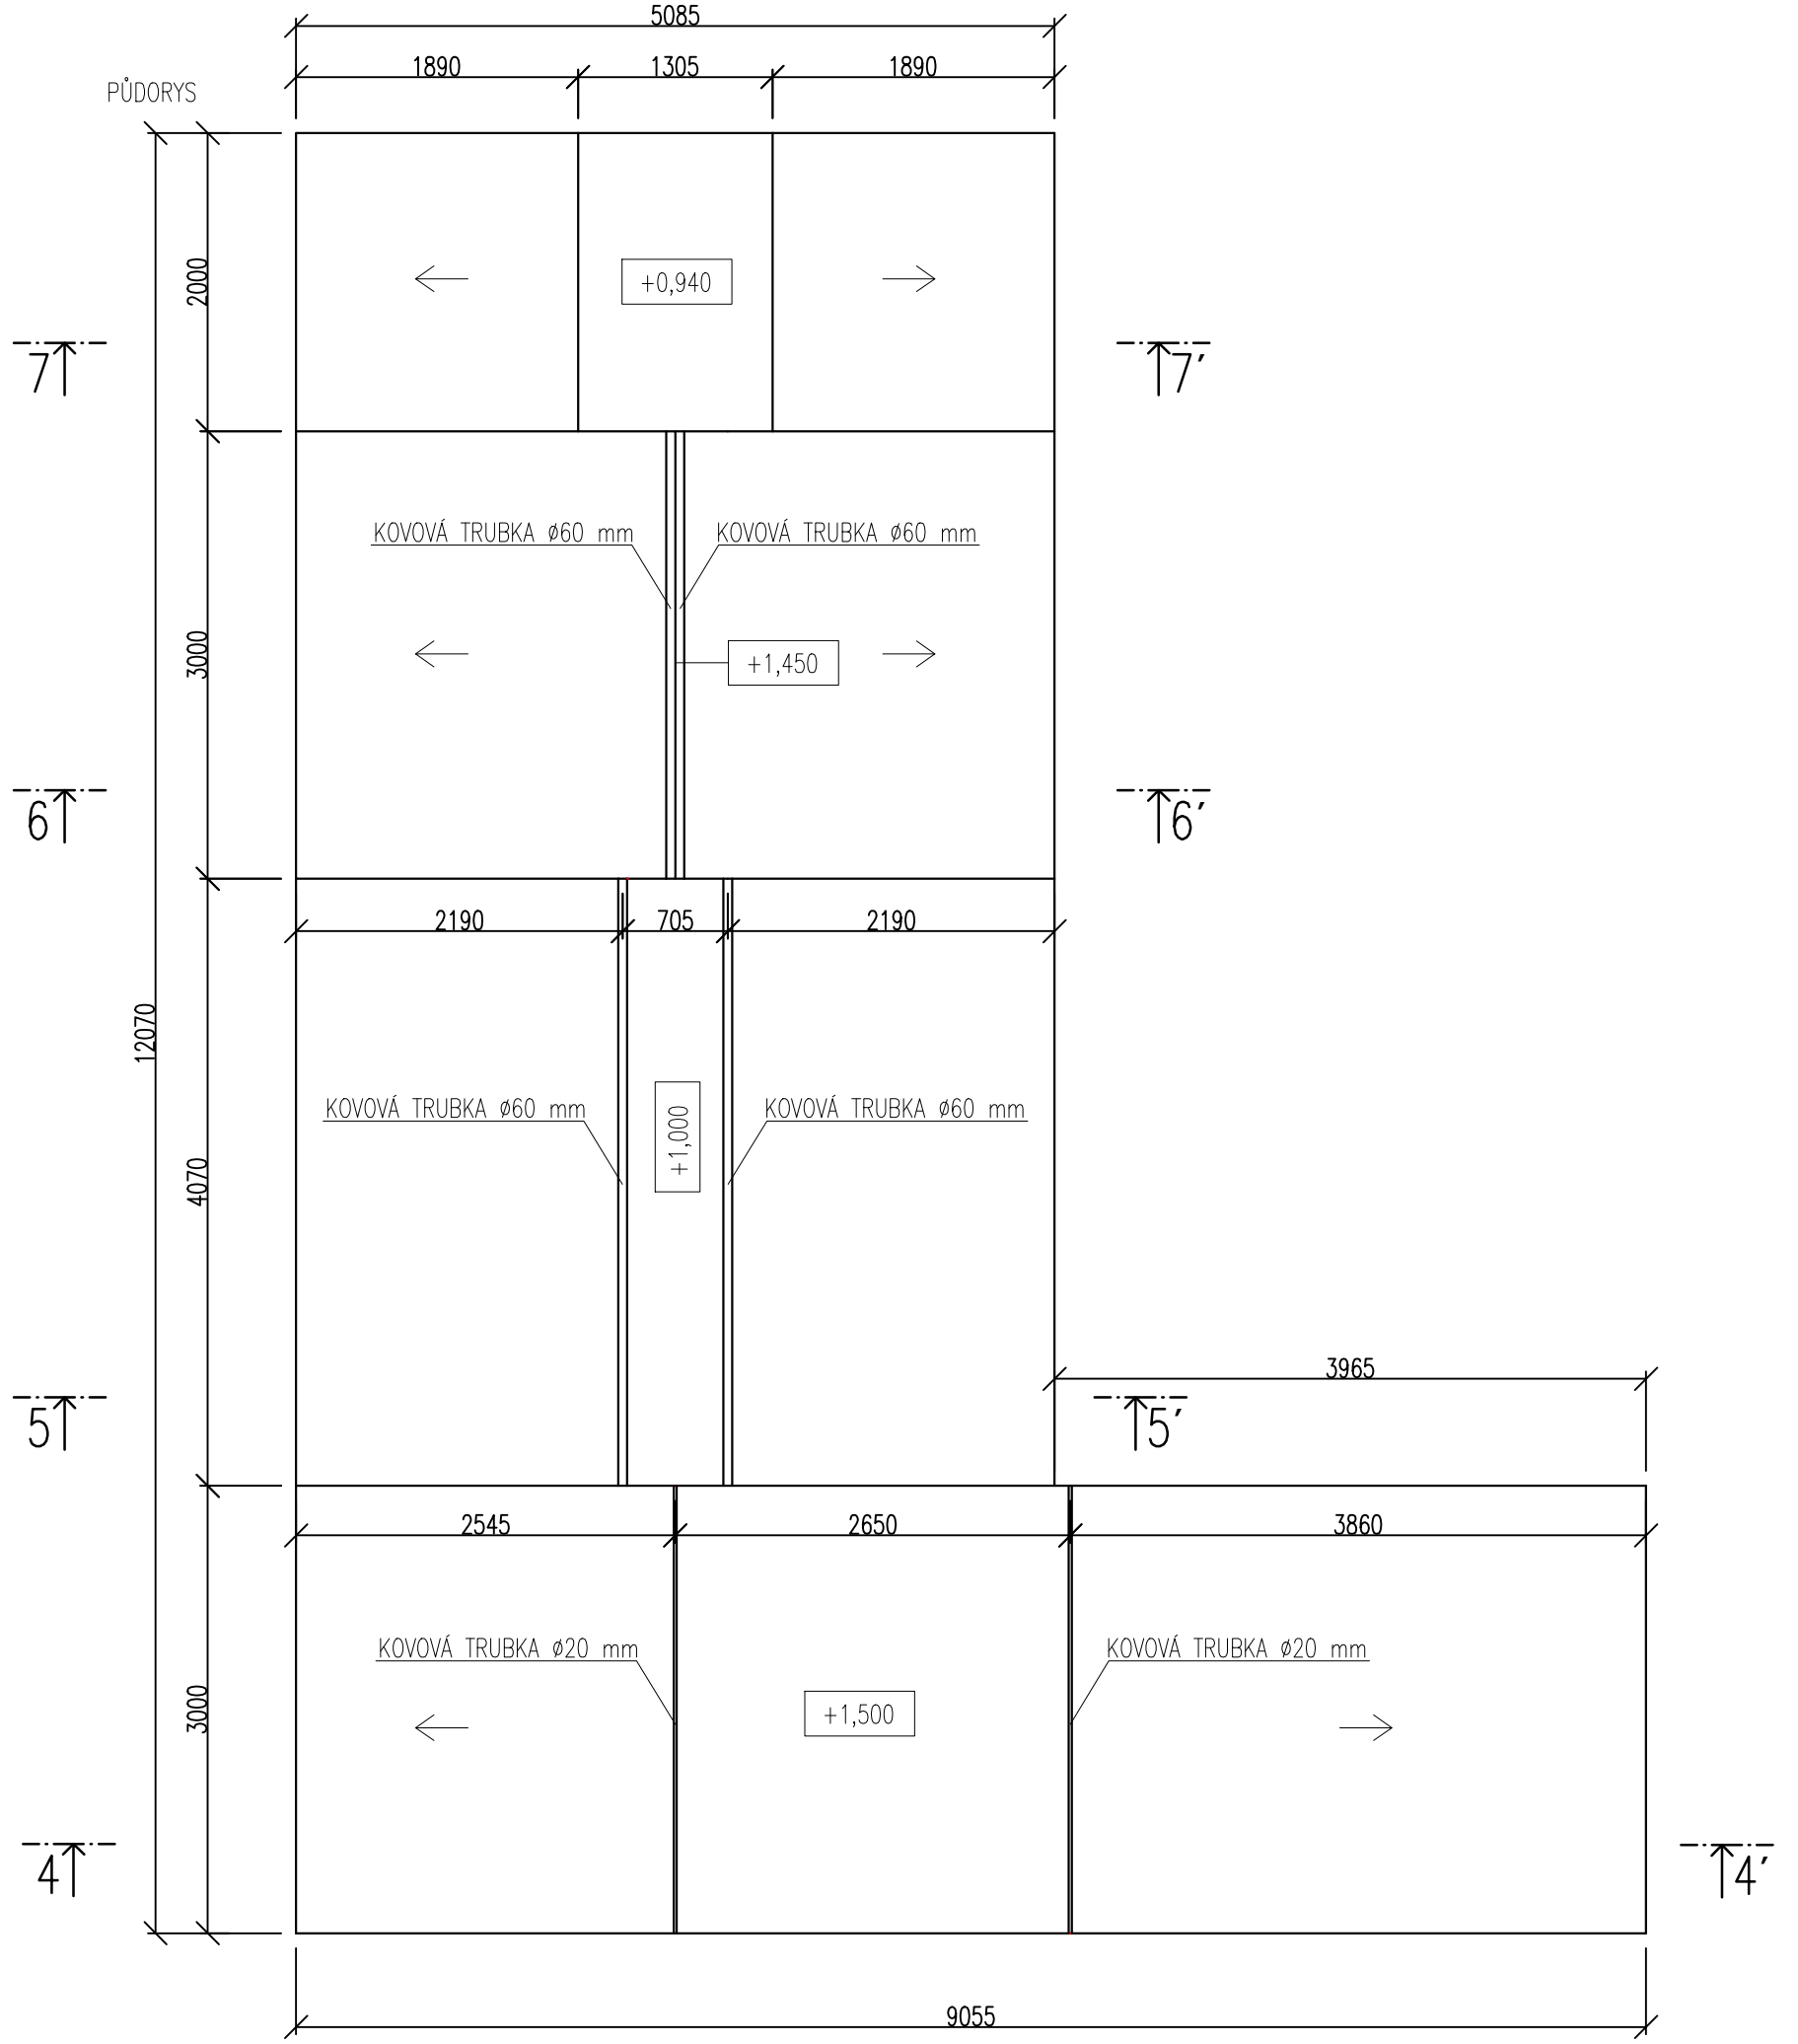 5085
1890 1305 1890
PŮDORYS
2000
+0,940
7 7'
KOVOVÁ TRUBKA ø60 mm KOVOVÁ TRUBKA ø60 mm
3000
+1,450
6 6'
2190 705 2190
12070
KOVOVÁ TRUBKA ø60 mm KOVOVÁ TRUBKA ø60 mm
+1,000
4070
3965
5 5'
2545 2650 3860
KOVOVÁ TRUBKA ø20 mm KOVOVÁ TRUBKA ø20 mm
3000
+1,500
4 4'
9055